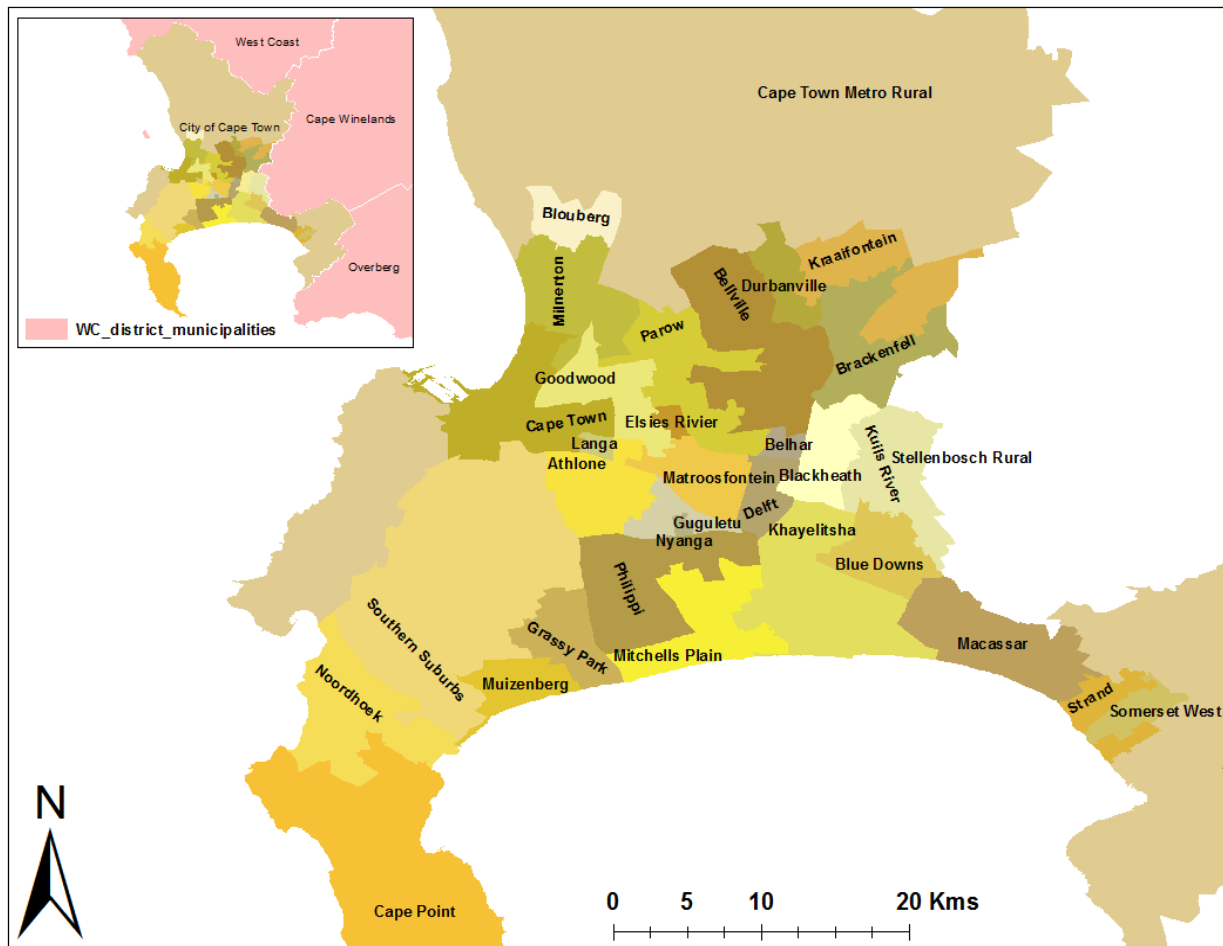 West Coast
City of Cape Town
Cape Winelands
Overberg
WC_district_municipalities
Cape Town Metro Rural
Blouberg
Milnerton
Bellville
Durbanville
Kraaifontein
Parow
Brackenfell
Goodwood
Cape Town
Elsies Rivier
Langa
Belhar
Athlone
Matroosfontein
Blackheath
Kuils River
Stellenbosch Rural
Delft
Guguletu
Khayelitsha
Nyanga
Blue Downs
Philippi
Southern Suburbs
Grassy Park
Mitchells Plain
Macassar
Noordhoek
Muizenberg
Strand
Somerset West
N
Cape Point
0 5 10 20 Kms